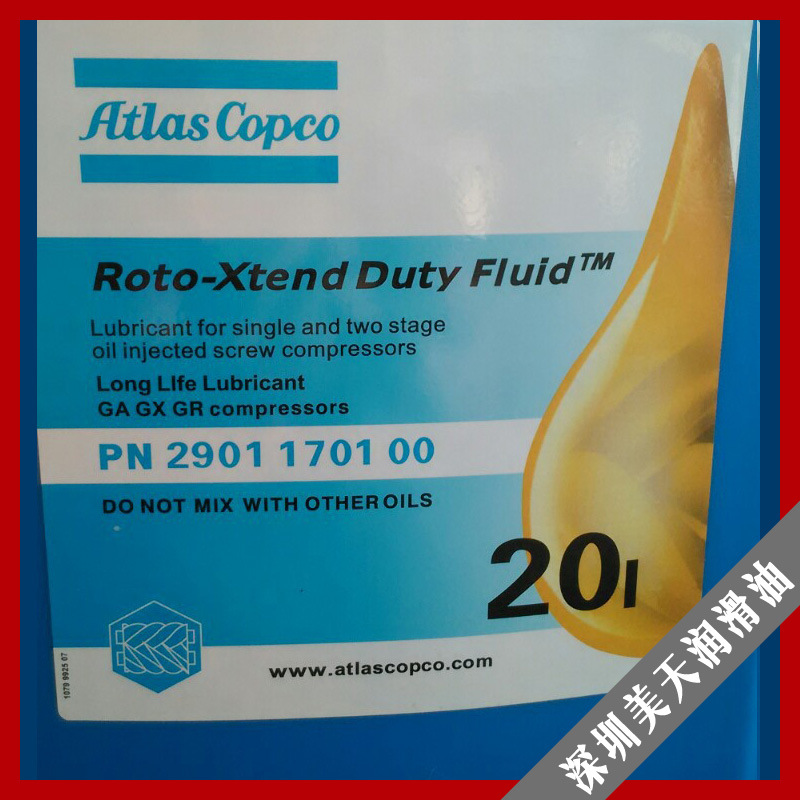 Atlas Copco
Roto-Xtend Duty Fluid™
Lubricant for single and two stage
oil injected screw compressors
Long LIfe Lubricant
GA GX GR compressors
PN 2901 1701 00
DO NOT MIX WITH OTHER OILS
20l
www.atlascopco.com
1079 9925 07
深圳美天润滑油